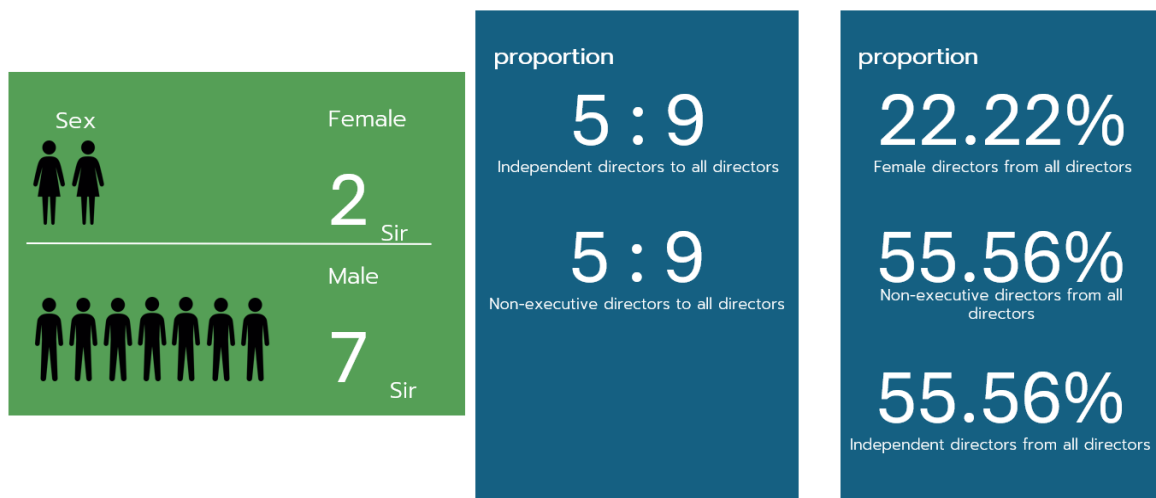 Sex
Female
2 Sir
Male
7 Sir
proportion
5 : 9
Independent directors to all directors
5 : 9
Non-executive directors to all directors
proportion
22.22%
Female directors from all directors
55.56%
Non-executive directors from all
directors
55.56%
Independent directors from all directors